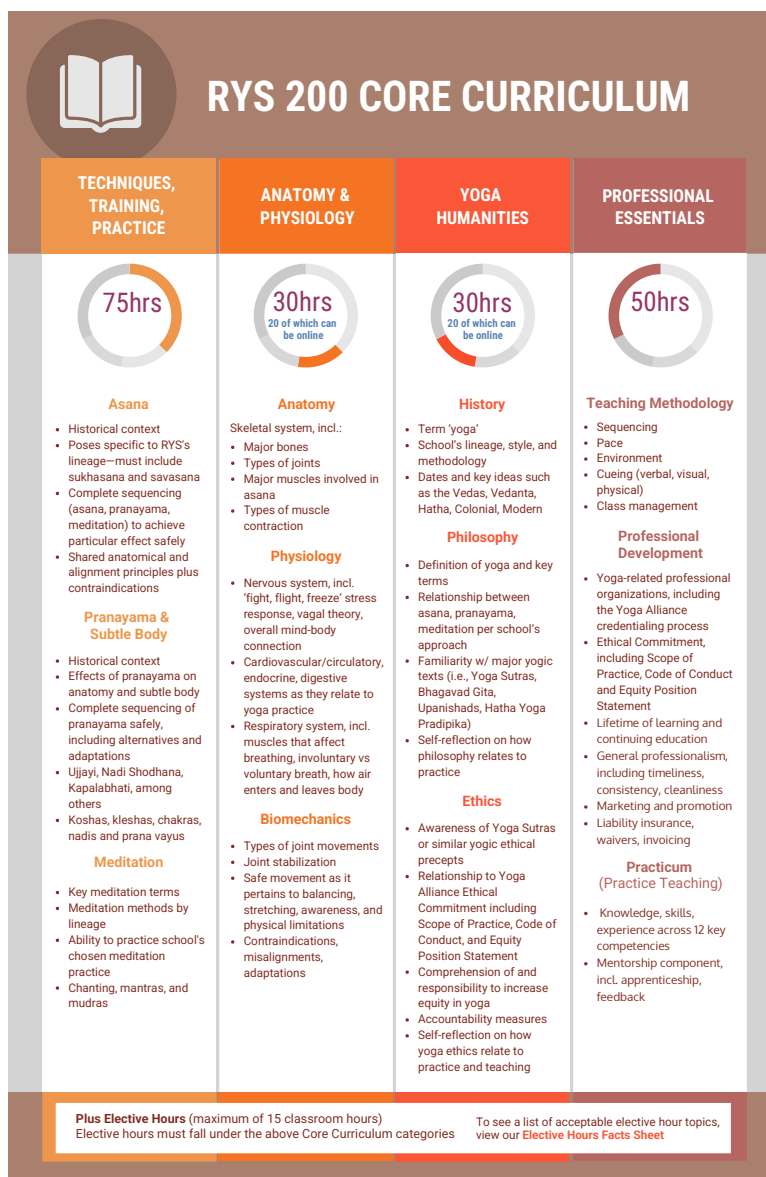 RYS 200 CORE CURRICULUM
TECHNIQUES,
TRAINING,
PRACTICE
75hrs
Asana
• Historical context
• Poses specific to RYS's
lineage—must include
sukhasana and savasana
• Complete sequencing
(asana, pranayama,
meditation) to achieve
particular effect safely
• Shared anatomical and
alignment principles plus
contraindications
Pranayama &
Subtle Body
• Historical context
• Effects of pranayama on
anatomy and subtle body
• Complete sequencing of
pranayama safely,
including alternatives and
adaptations
• Ujjayi, Nadi Shodhana,
Kapalabhati, among
others
• Koshas, kleshas, chakras,
nadis and prana vayus
Meditation
• Key meditation terms
• Meditation methods by
lineage
• Ability to practice school's
chosen meditation
practice
• Chanting, mantras, and
mudras
ANATOMY &
PHYSIOLOGY
30hrs
20 of which can
be online
Anatomy
Skeletal system, incl.:
• Major bones
• Types of joints
• Major muscles involved in
asana
• Types of muscle
contraction
Physiology
• Nervous system, incl.
'fight, flight, freeze' stress
response, vagal theory,
overall mind-body
connection
• Cardiovascular/circulatory,
endocrine, digestive
systems as they relate to
yoga practice
• Respiratory system, incl.
muscles that affect
breathing, involuntary vs
voluntary breath, how air
enters and leaves body
Biomechanics
• Types of joint movements
• Joint stabilization
• Safe movement as it
pertains to balancing,
stretching, awareness, and
physical limitations
• Contraindications,
misalignments,
adaptations
YOGA
HUMANITIES
30hrs
20 of which can
be online
History
• Term 'yoga'
• School's lineage, style, and
methodology
• Dates and key ideas such
as the Vedas, Vedanta,
Hatha, Colonial, Modern
Philosophy
• Definition of yoga and key
terms
• Relationship between
asana, pranayama,
meditation per school's
approach
• Familiarity w/ major yogic
texts (i.e., Yoga Sutras,
Bhagavad Gita,
Upanishads, Hatha Yoga
Pradipika)
• Self-reflection on how
philosophy relates to
practice
Ethics
• Awareness of Yoga Sutras
or similar yogic ethical
precepts
• Relationship to Yoga
Alliance Ethical
Commitment including
Scope of Practice, Code of
Conduct, and Equity
Position Statement
• Comprehension of and
responsibility to increase
equity in yoga
• Accountability measures
• Self-reflection on how
yoga ethics relate to
practice and teaching
PROFESSIONAL
ESSENTIALS
50hrs
Teaching Methodology
• Sequencing
• Pace
• Environment
• Cueing (verbal, visual,
physical)
• Class management
Professional
Development
• Yoga-related professional
organizations, including
the Yoga Alliance
credentialing process
• Ethical Commitment,
including Scope of
Practice, Code of Conduct
and Equity Position
Statement
• Lifetime of learning and
continuing education
• General professionalism,
including timeliness,
consistency, cleanliness
• Marketing and promotion
• Liability insurance,
waivers, invoicing
Practicum
(Practice Teaching)
• Knowledge, skills,
experience across 12 key
competencies
• Mentorship component,
incl. apprenticeship,
feedback
Plus Elective Hours (maximum of 15 classroom hours)
Elective hours must fall under the above Core Curriculum categories
To see a list of acceptable elective hour topics,
view our Elective Hours Facts Sheet